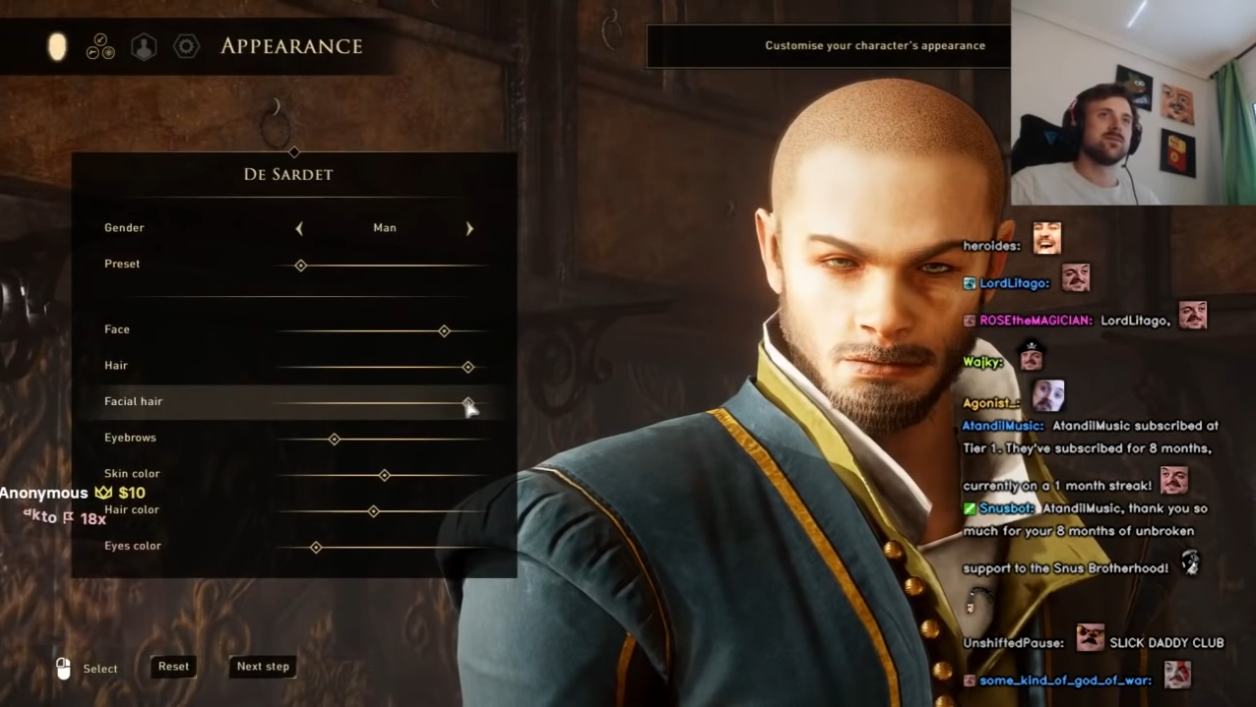 APPEARANCE
Customise your character's appearance
DE SARDET
Gender
Man
Preset
Face
Hair
Facial hair
Eyebrows
Skin color
Hair color
Eyes color
Anonymous $10
kto 18x
Select
Reset
Next step
heroides:
LordLitago:
ROSEtheMAGICIAN: LordLitago,
Wajky:
Agonist_:
AtandilMusic: AtandilMusic subscribed at
Tier 1. They've subscribed for 8 months,
currently on a 1 month streak!
Snusbot: AtandilMusic, thank you so
much for your 8 months of unbroken
support to the Snus Brotherhood!
UnshiftedPause: SLICK DADDY CLUB
some_kind_of_god_of_war: